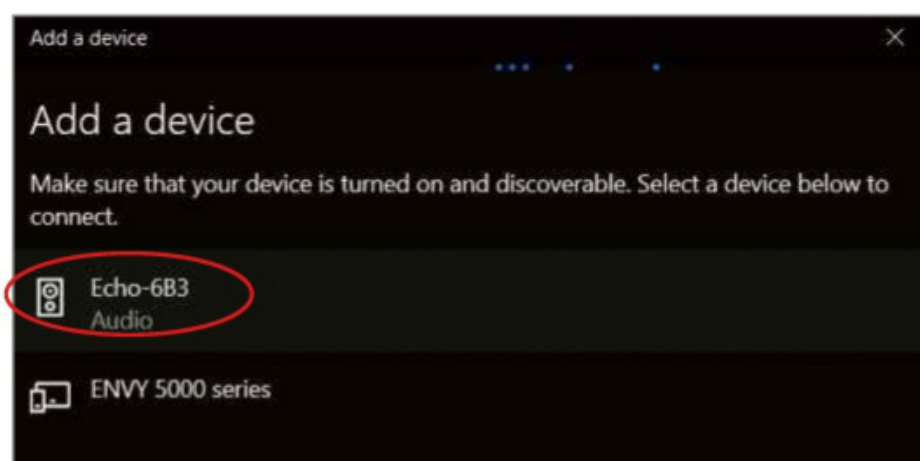 Add a device
Add a device
Make sure that your device is turned on and discoverable. Select a device below to
connect.
Echo-6B3
Audio
ENVY 5000 series